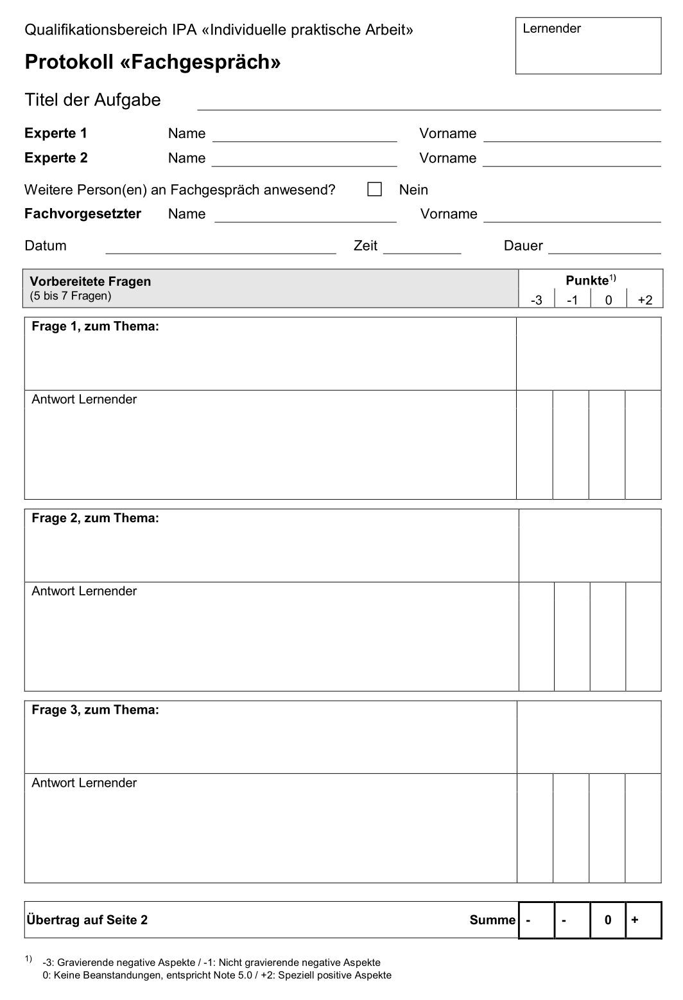 Qualifikationsbereich IPA «Individuelle praktische Arbeit»
Lernender
Protokoll «Fachgespräch»
Titel der Aufgabe
Experte 1 Name Vorname
Experte 2 Name Vorname
Weitere Person(en) an Fachgespräch anwesend? Nein
Fachvorgesetzter Name Vorname
Datum Zeit Dauer
Vorbereitete Fragen Punkte1)
(5 bis 7 Fragen) -3 -1 0 +2
Frage 1, zum Thema:
Antwort Lernender
Frage 2, zum Thema:
Antwort Lernender
Frage 3, zum Thema:
Antwort Lernender
Übertrag auf Seite 2 Summe - - 0 +
1) -3: Gravierende negative Aspekte / -1: Nicht gravierende negative Aspekte
0: Keine Beanstandungen, entspricht Note 5.0 / +2: Speziell positive Aspekte